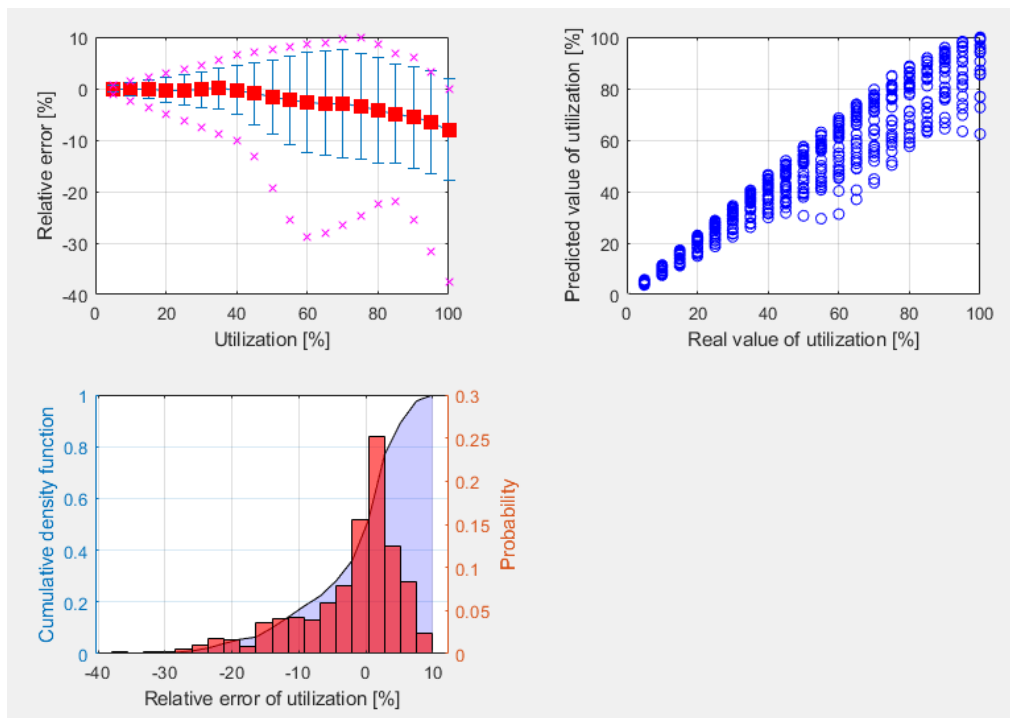 10
0
-10
-20
-30
-40
0 20 40 60 80 100
Relative error [%]
Utilization [%]
100
80
60
40
20
0
0 20 40 60 80 100
Predicted value of utilization [%]
Real value of utilization [%]
1
0.8
0.6
0.4
0.2
0
Cumulative density function
0.3
0.25
0.2
0.15
0.1
0.05
0
Probability
-40 -30 -20 -10 0 10
Relative error of utilization [%]